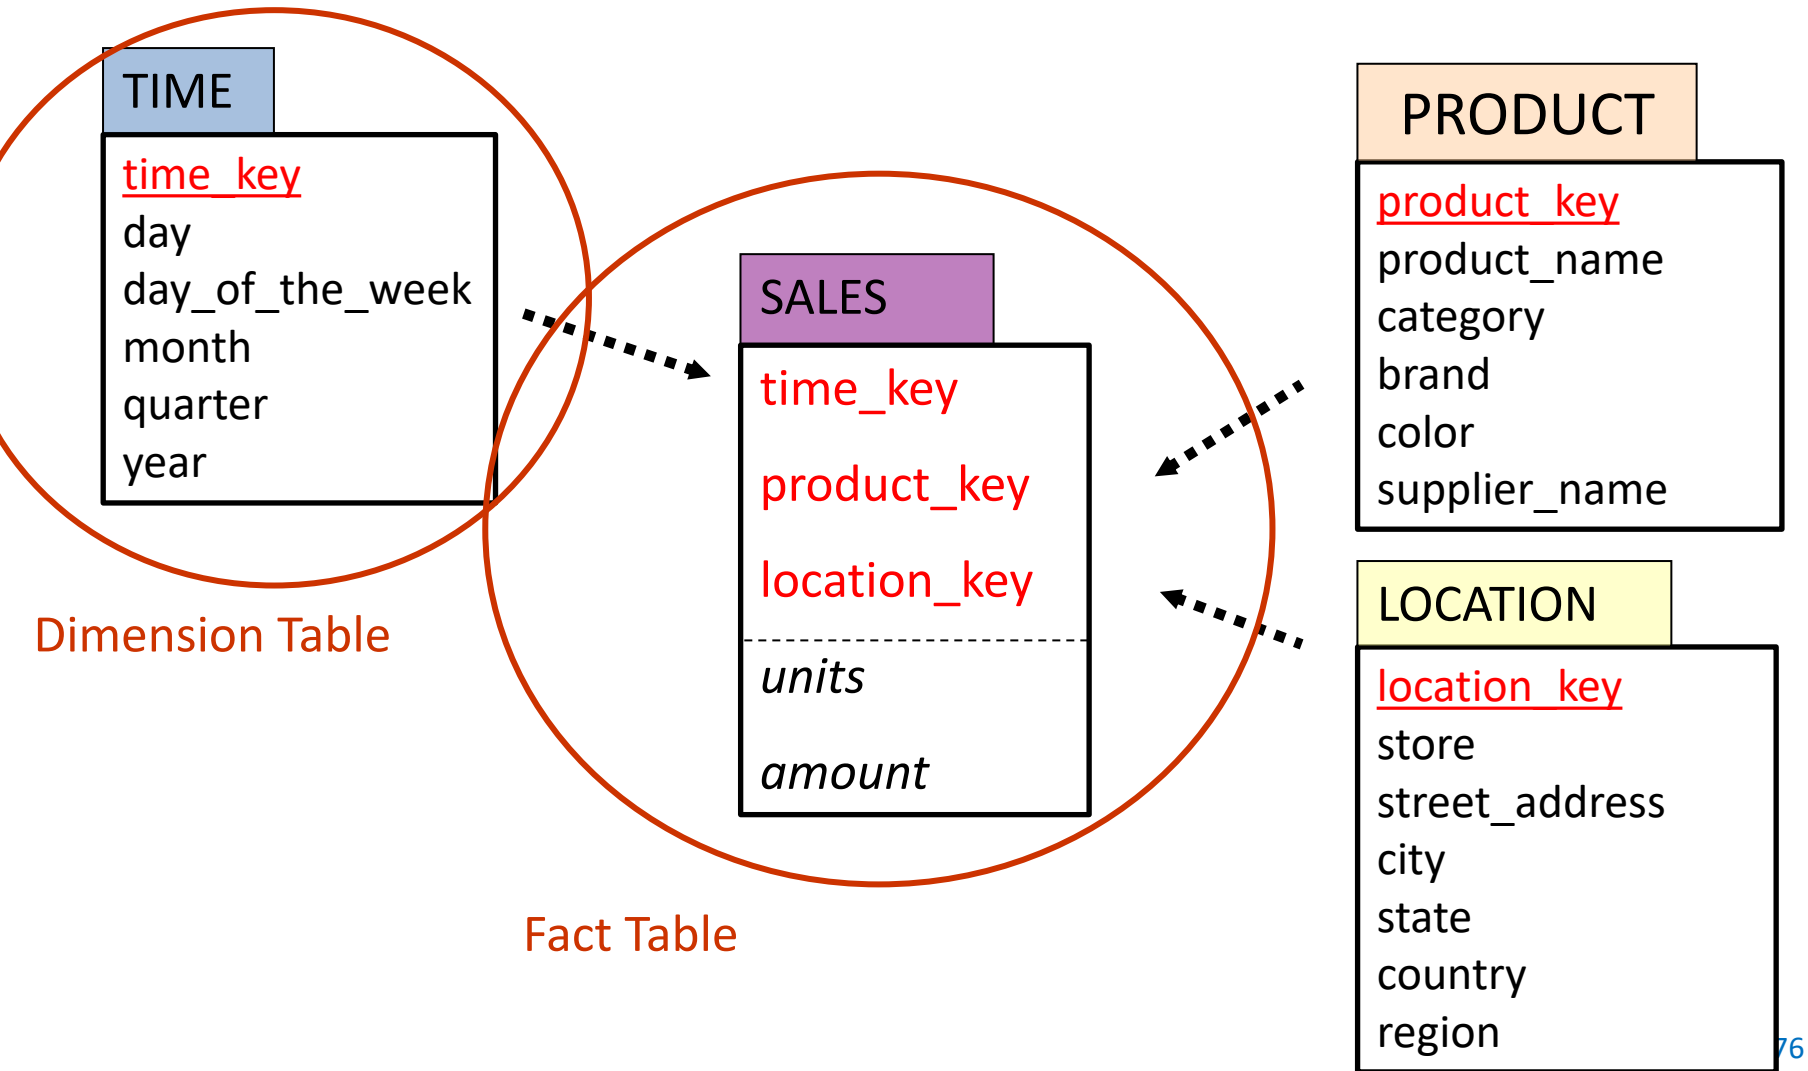 TIME
time_key
day
day_of_the_week
month
quarter
year
Dimension Table
SALES
time_key
product_key
location_key
units
amount
Fact Table
PRODUCT
product_key
product_name
category
brand
color
supplier_name
LOCATION
location_key
store
street_address
city
state
country
region
76